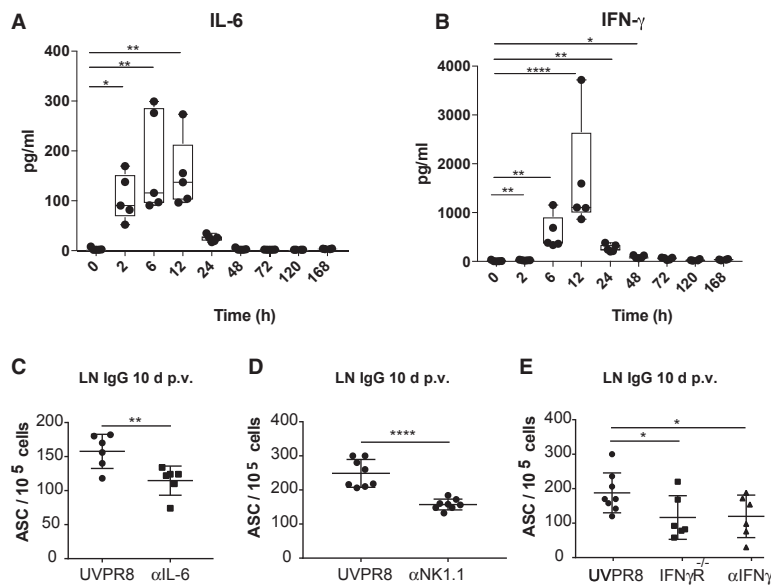 A
IL-6
**
**
*
pg/ml
400
300
200
100
0
0 2 6 12 24 48 72 120 168
Time (h)
B
IFN-γ
*
**
****
**
**
pg/ml
4000
3000
2000
1000
0
0 2 6 12 24 48 72 120 168
Time (h)
C
LN IgG 10 d p.v.
**
ASC / 10⁵ cells
200
150
100
50
0
UVPR8 αIL-6
D
LN IgG 10 d p.v.
****
ASC / 10⁵ cells
400
300
200
100
0
UVPR8 αNK1.1
E
LN IgG 10 d p.v.
*
*
ASC / 10⁵ cells
400
300
200
100
0
UVPR8 IFNγR⁻/⁻ αIFNγ